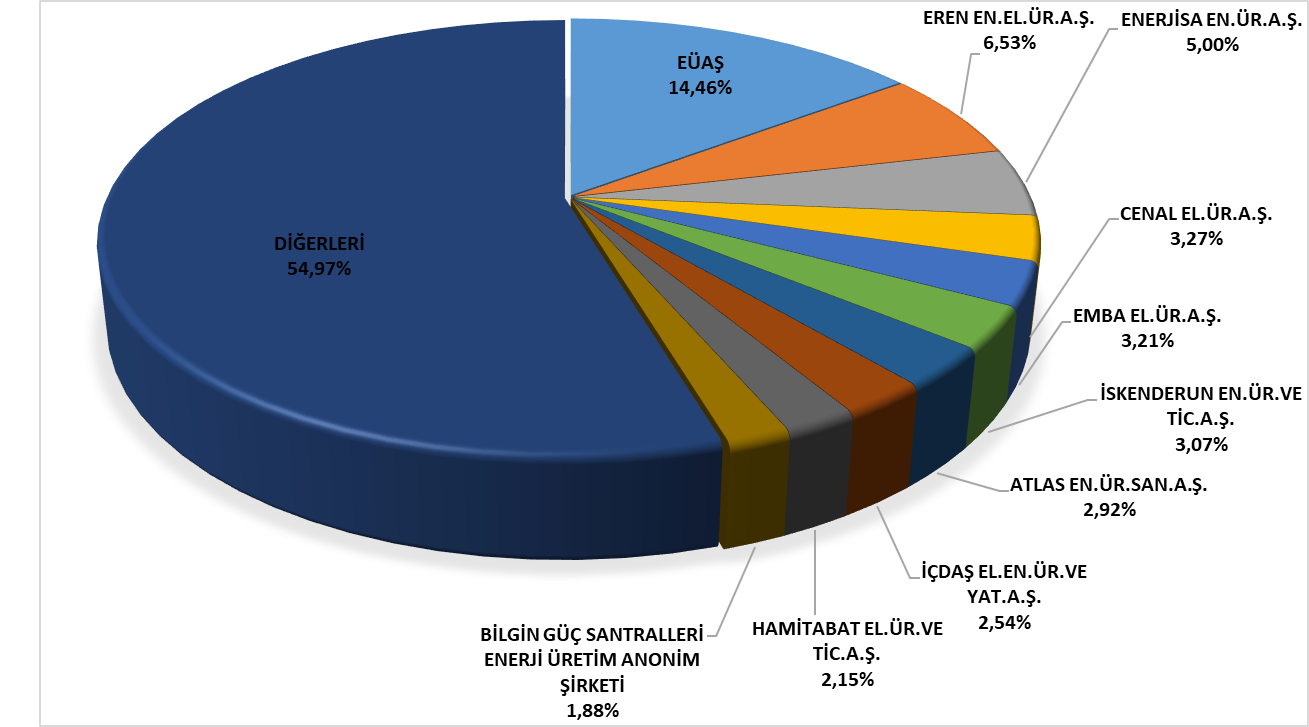 EÜAŞ
14,46%
EREN EN.EL.ÜR.A.Ş.
6,53%
ENERJİSA EN.ÜR.A.Ş.
5,00%
CENAL EL.ÜR.A.Ş.
3,27%
EMBA EL.ÜR.A.Ş.
3,21%
İSKENDERUN EN.ÜR.VE
TİC.A.Ş.
3,07%
ATLAS EN.ÜR.SAN.A.Ş.
2,92%
İÇDAŞ EL.EN.ÜR.VE
YAT.A.Ş.
2,54%
HAMİTABAT EL.ÜR.VE
TİC.A.Ş.
2,15%
BİLGİN GÜÇ SANTRALLERİ
ENERJİ ÜRETİM ANONİM
ŞİRKETİ
1,88%
DİĞERLERİ
54,97%